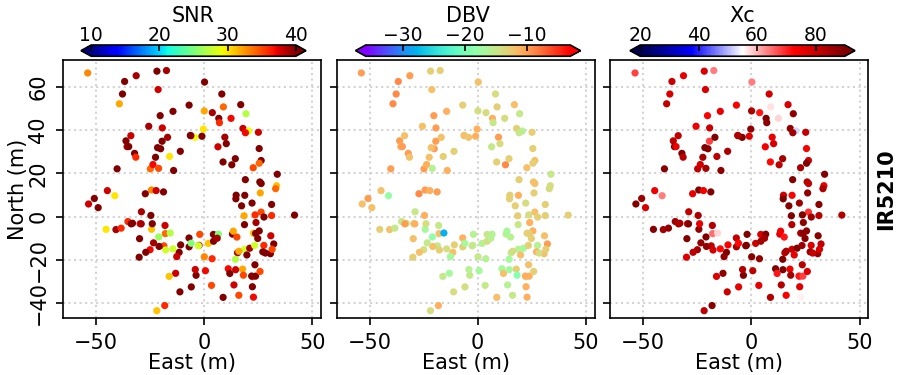 SNR DBV Xc
10 20 30 40 −30 −20 −10 20 40 60 80
North (m)
60
40
20
0
−20
−40
IR5210
−50 0 50 −50 0 50 −50 0 50
East (m) East (m) East (m)